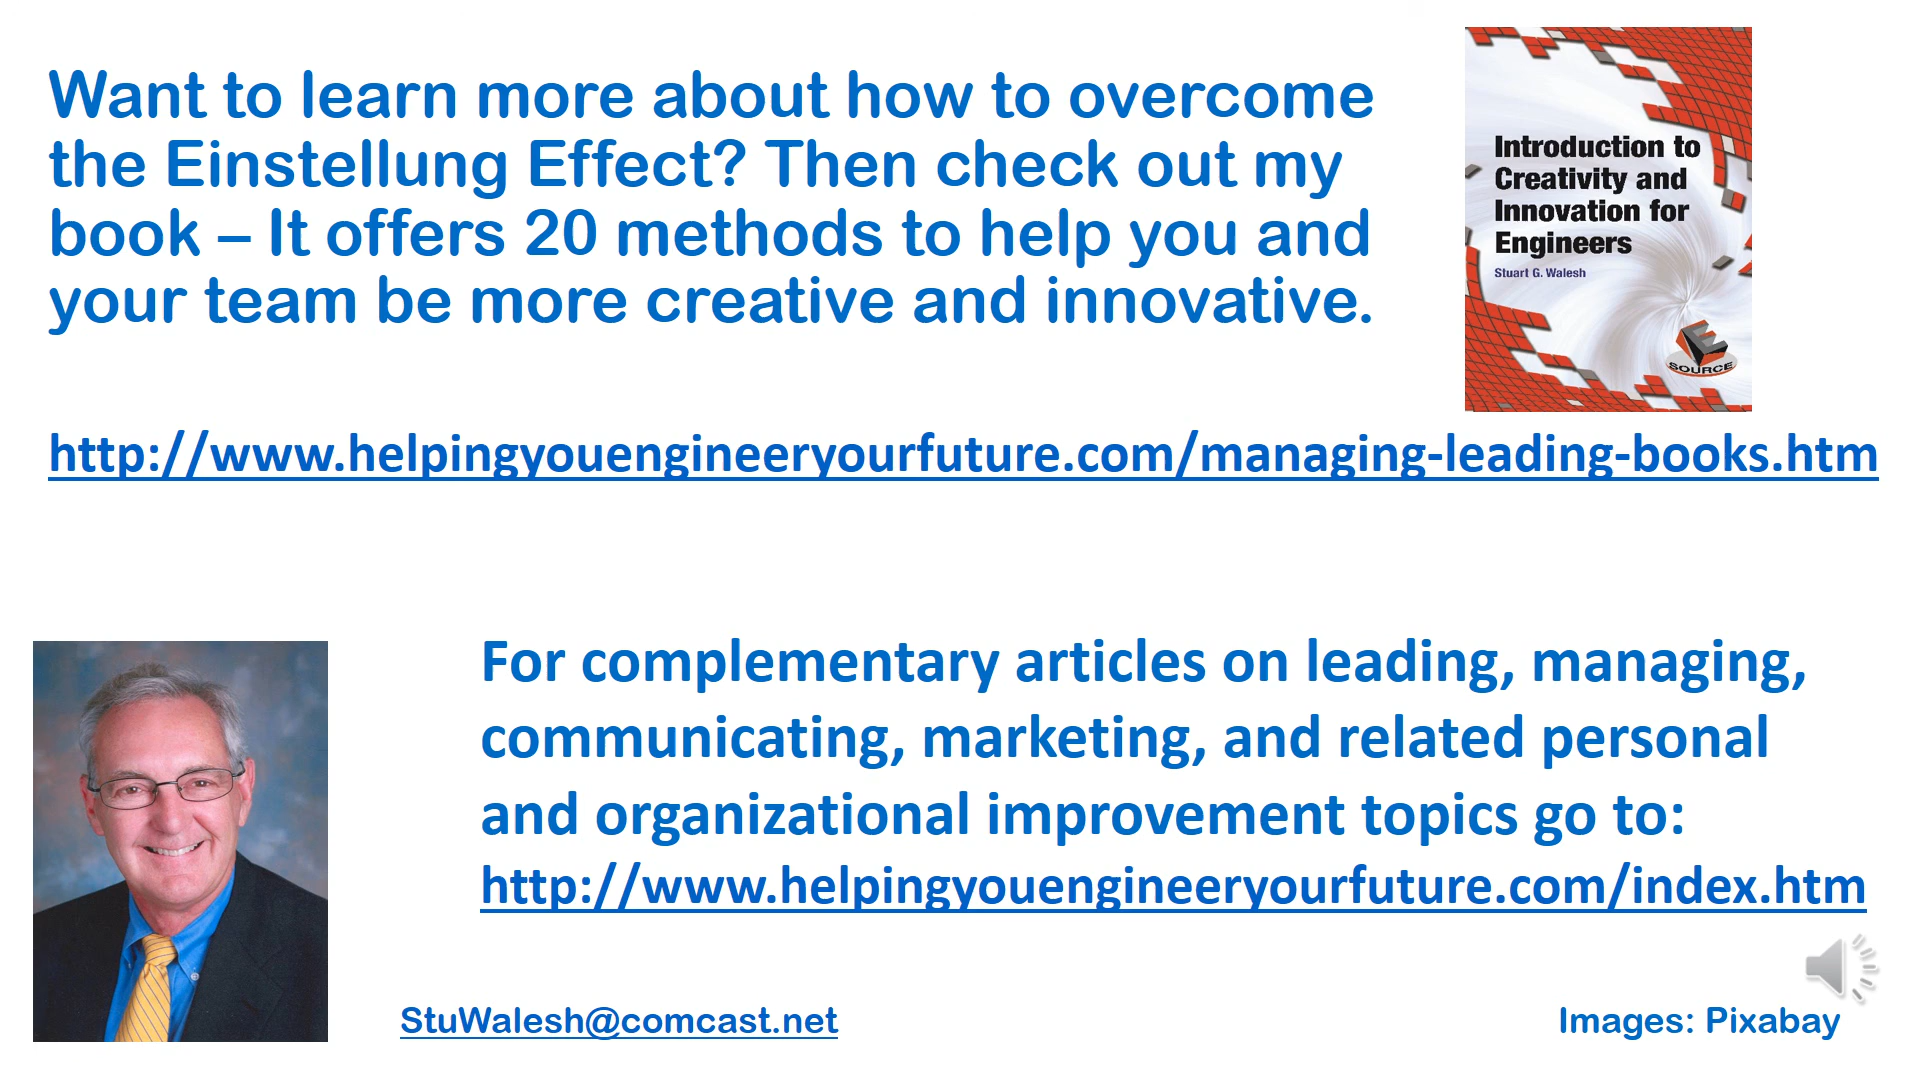 Want to learn more about how to overcome
the Einstellung Effect? Then check out my
book – It offers 20 methods to help you and
your team be more creative and innovative.
Introduction to
Creativity and
Innovation for
Engineers
Stuart G. Walesh
E
SOURCE
http://www.helpingyouengineeryourfuture.com/managing-leading-books.htm
For complementary articles on leading, managing,
communicating, marketing, and related personal
and organizational improvement topics go to:
http://www.helpingyouengineeryourfuture.com/index.htm
StuWalesh@comcast.net
Images: Pixabay